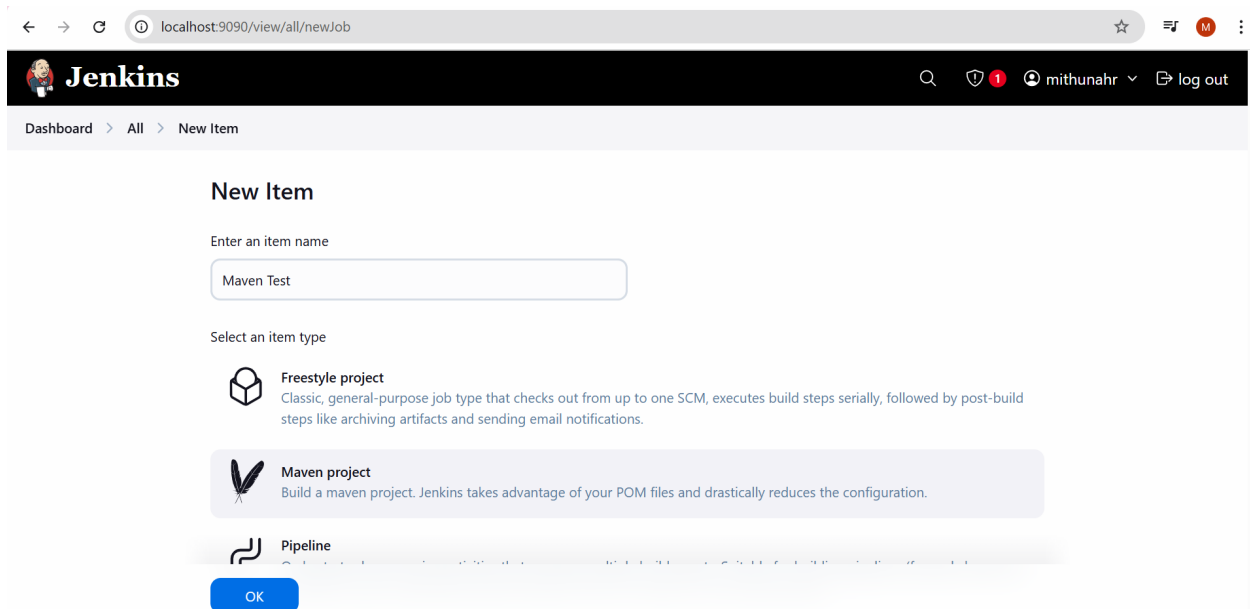 localhost:9090/view/all/newJob
M
Jenkins
1
mithunahr
log out
Dashboard > All > New Item
New Item
Enter an item name
Maven Test
Select an item type
Freestyle project
Classic, general-purpose job type that checks out from up to one SCM, executes build steps serially, followed by post-build
steps like archiving artifacts and sending email notifications.
Maven project
Build a maven project. Jenkins takes advantage of your POM files and drastically reduces the configuration.
Pipeline
OK